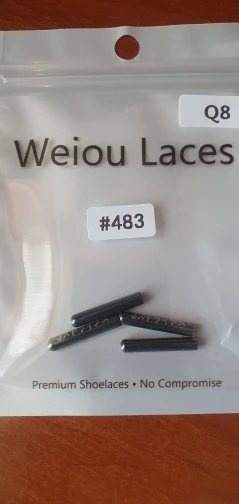 Q8
Weiou Laces
#483
Premium Shoelaces • No Compromise